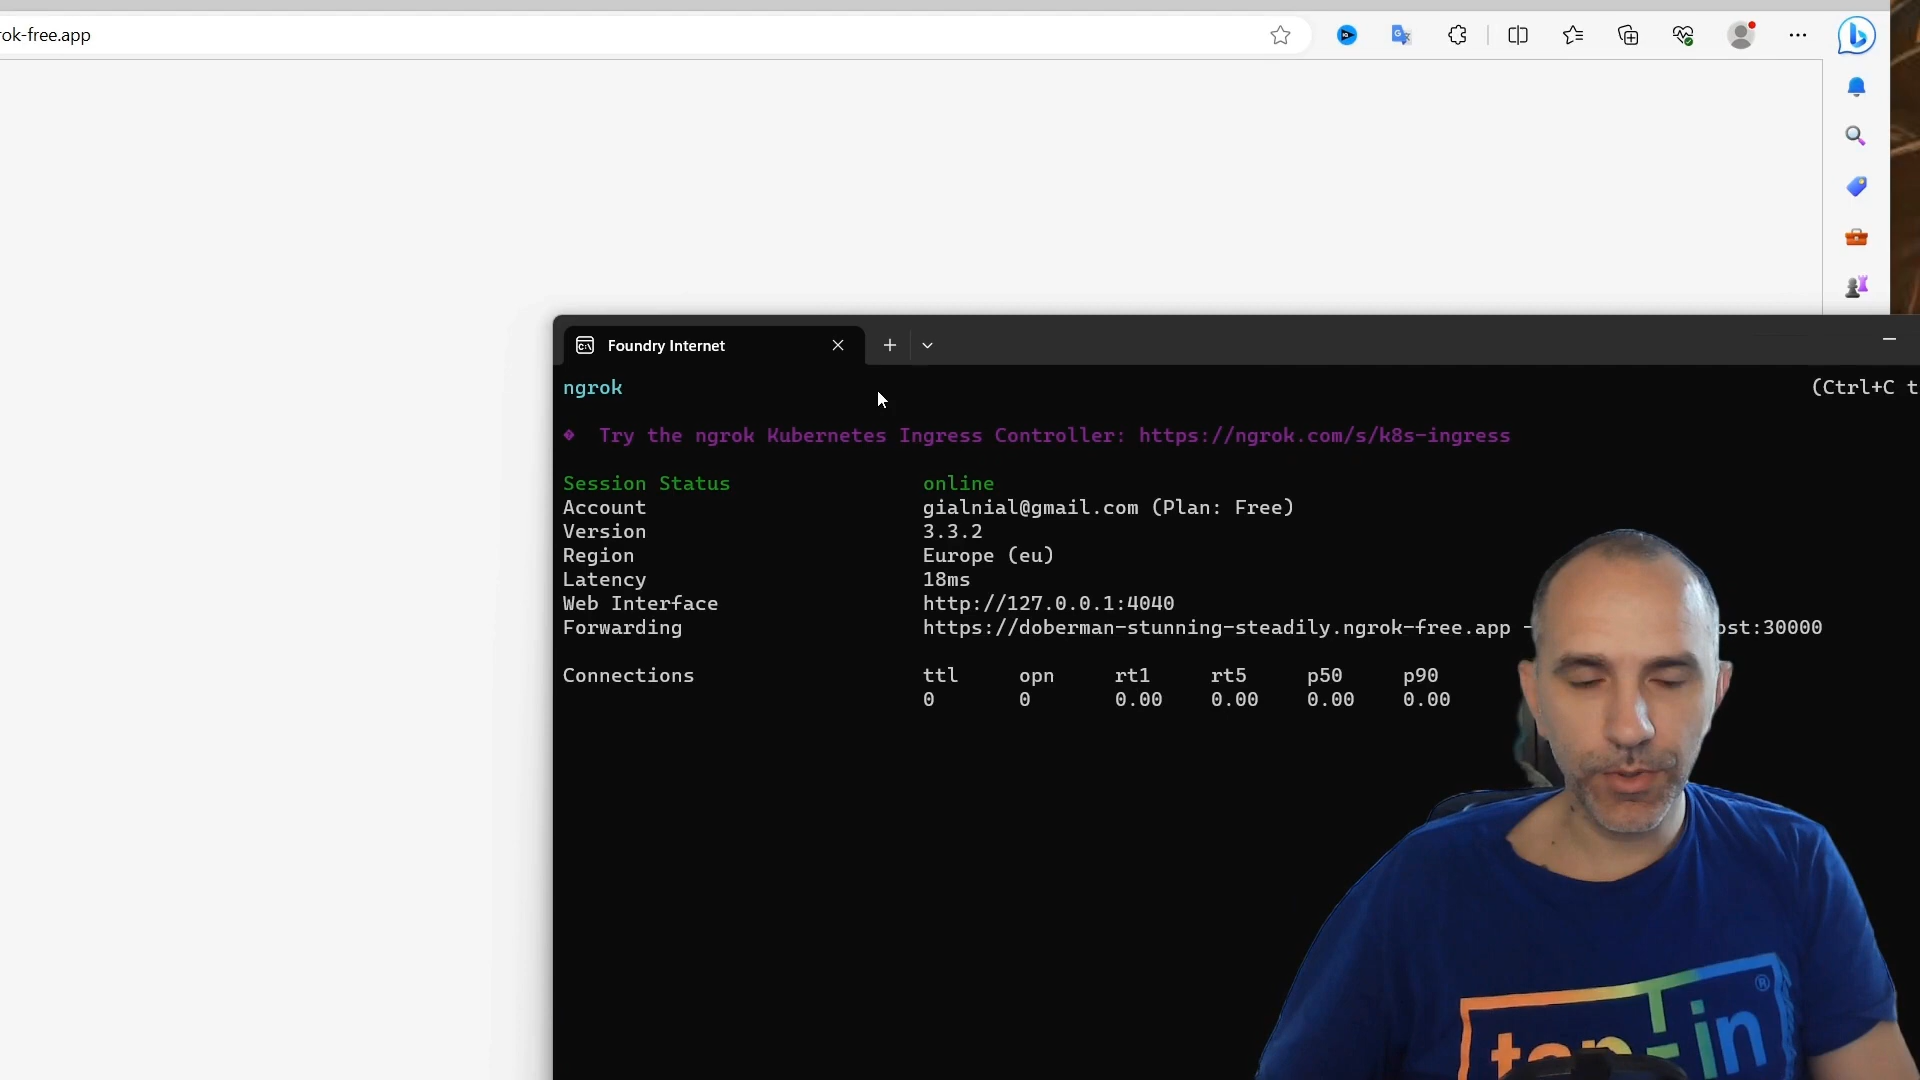 ok-free.app
Foundry Internet
ngrok
(Ctrl+C t
Try the ngrok Kubernetes Ingress Controller: https://ngrok.com/s/k8s-ingress
Session Status online
Account gialnial@gmail.com (Plan: Free)
Version 3.3.2
Region Europe (eu)
Latency 18ms
Web Interface http://127.0.0.1:4040
Forwarding https://doberman-stunning-steadily.ngrok-free.app - ost:30000
Connections ttl opn rt1 rt5 p50 p90
0 0 0.00 0.00 0.00 0.00